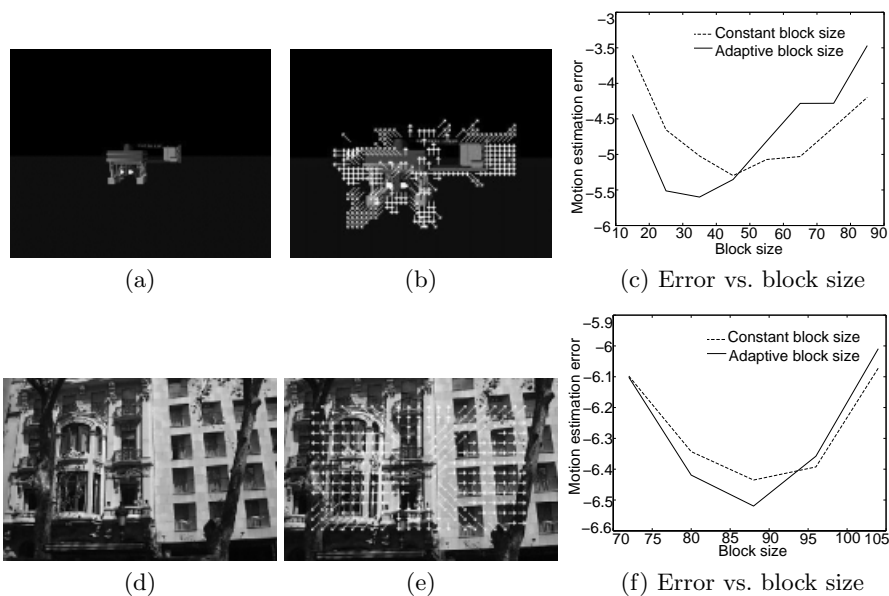 −3
−3.5
−4
−4.5
−5
−5.5
−6
Motion estimation error
Constant block size
Adaptive block size
10 20 30 40 50 60 70 80 90
Block size
(a)
(b)
(c) Error vs. block size
−5.9
−6
−6.1
−6.2
−6.3
−6.4
−6.5
−6.6
Motion estimation error
Constant block size
Adaptive block size
70 75 80 85 90 95 100 105
Block size
(d)
(e)
(f) Error vs. block size